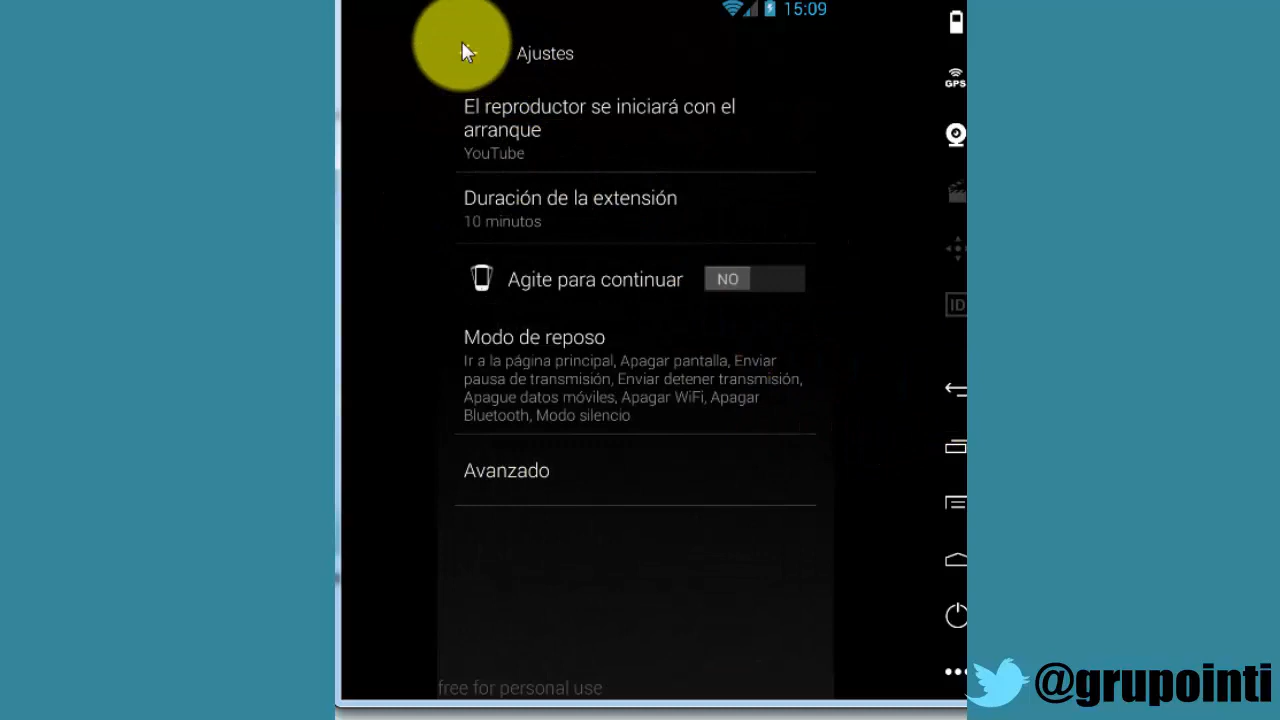 15:09
GPS
Ajustes
El reproductor se iniciará con el
arranque
YouTube
Duración de la extensión
10 minutos
Agite para continuar NO
ID
Modo de reposo
Ir a la página principal, Apagar pantalla, Enviar
pausa de transmisión, Enviar detener transmisión,
Apague datos móviles, Apagar WiFi, Apagar
Bluetooth, Modo silencio
Avanzado
free for personal use
@grupointi